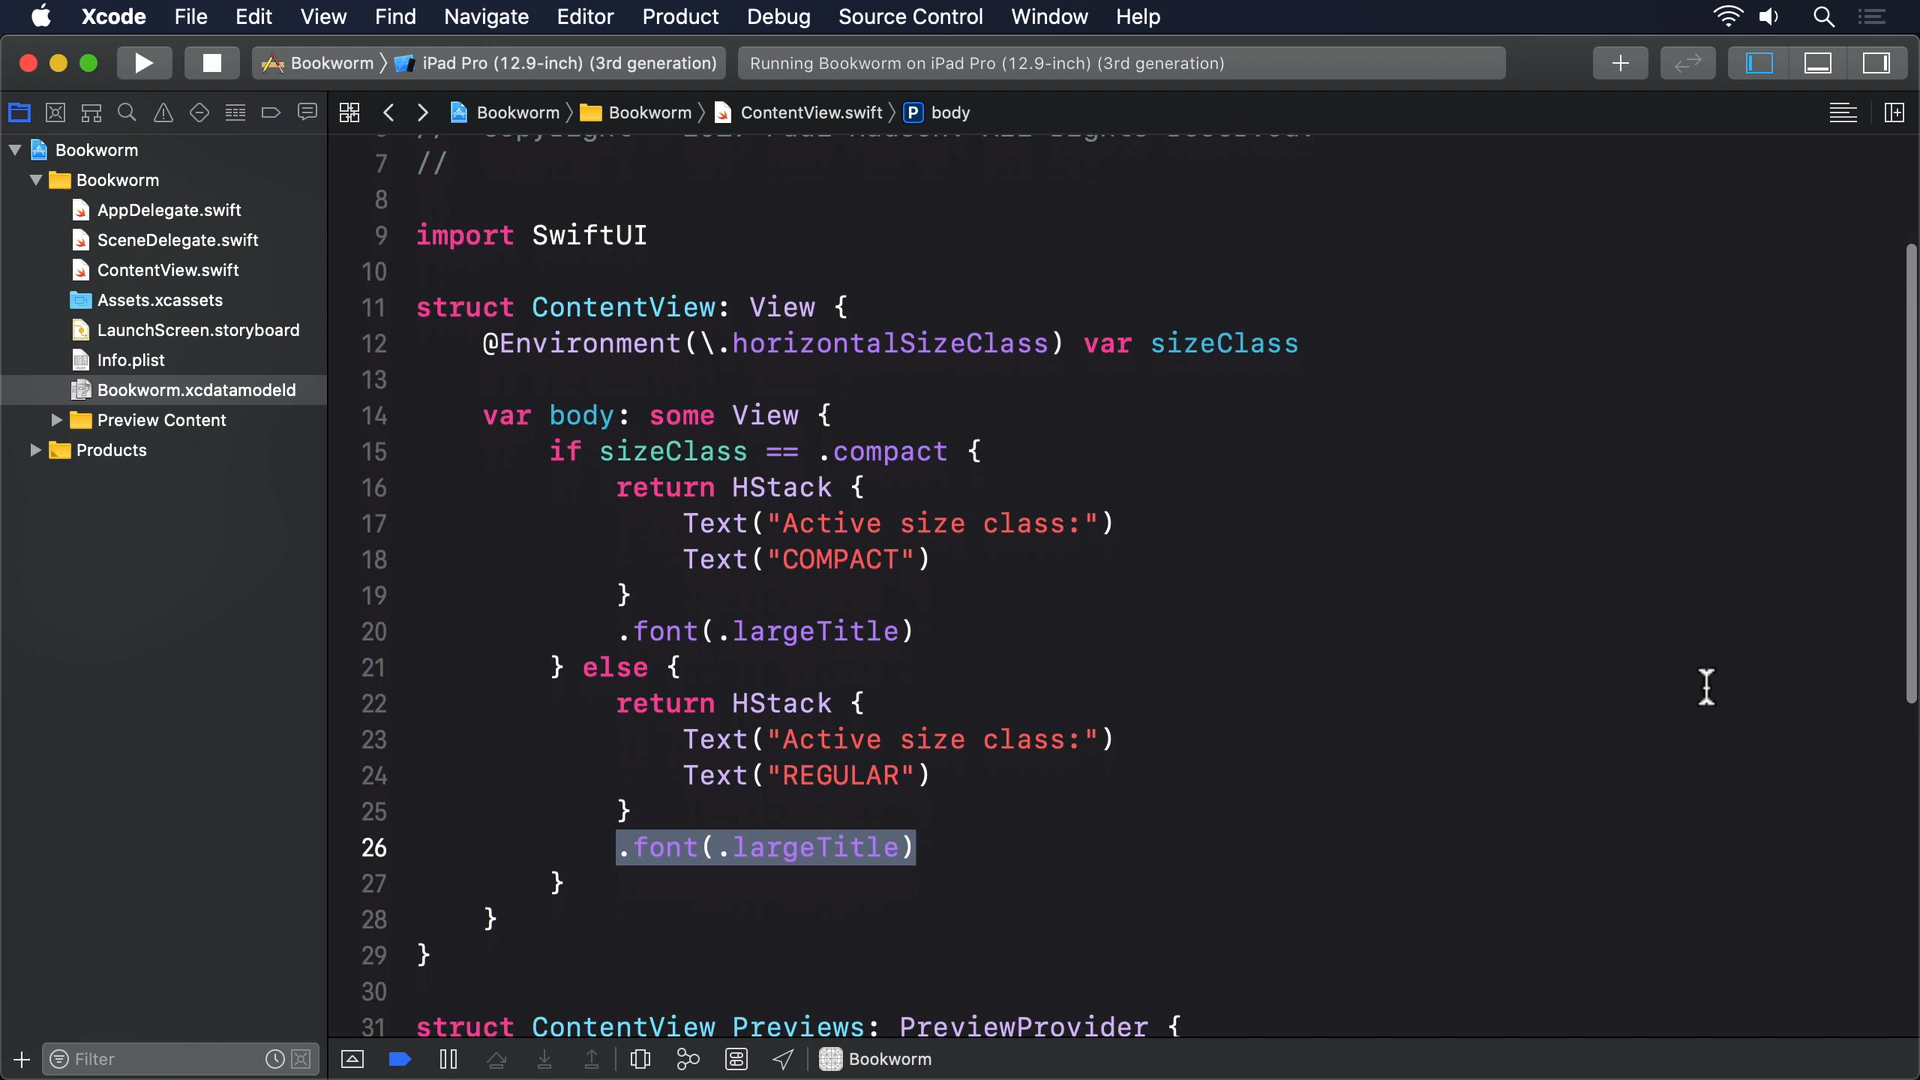 Xcode File Edit View Find Navigate Editor Product Debug Source Control Window Help
Bookworm iPad Pro (12.9-inch) (3rd generation) Running Bookworm on iPad Pro (12.9-inch) (3rd generation)
Bookworm Bookworm ContentView.swift P body
Bookworm
Bookworm
AppDelegate.swift
SceneDelegate.swift
ContentView.swift
Assets.xcassets
LaunchScreen.storyboard
Info.plist
Bookworm.xcdatamodeld
Preview Content
Products
7 //
8
9 import SwiftUI
10
11 struct ContentView: View {
12 @Environment(\.horizontalSizeClass) var sizeClass
13
14 var body: some View {
15 if sizeClass == .compact {
16 return HStack {
17 Text("Active size class:")
18 Text("COMPACT")
19 }
20 .font(.largeTitle)
21 } else {
22 return HStack {
23 Text("Active size class:")
24 Text("REGULAR")
25 }
26 .font(.largeTitle)
27 }
28 }
29 }
30
31 struct ContentView_Previews: PreviewProvider {
Filter
Bookworm